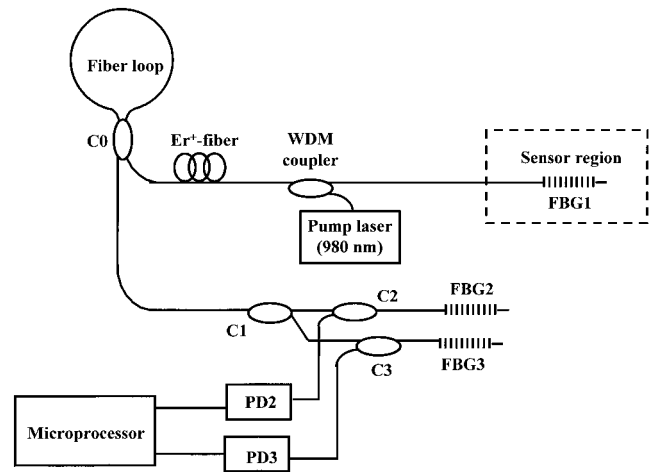 Fiber loop
C0
Er⁺-fiber
WDM
coupler
Sensor region
FBG1
Pump laser
(980 nm)
C1
C2
FBG2
C3
FBG3
PD2
Microprocessor
PD3